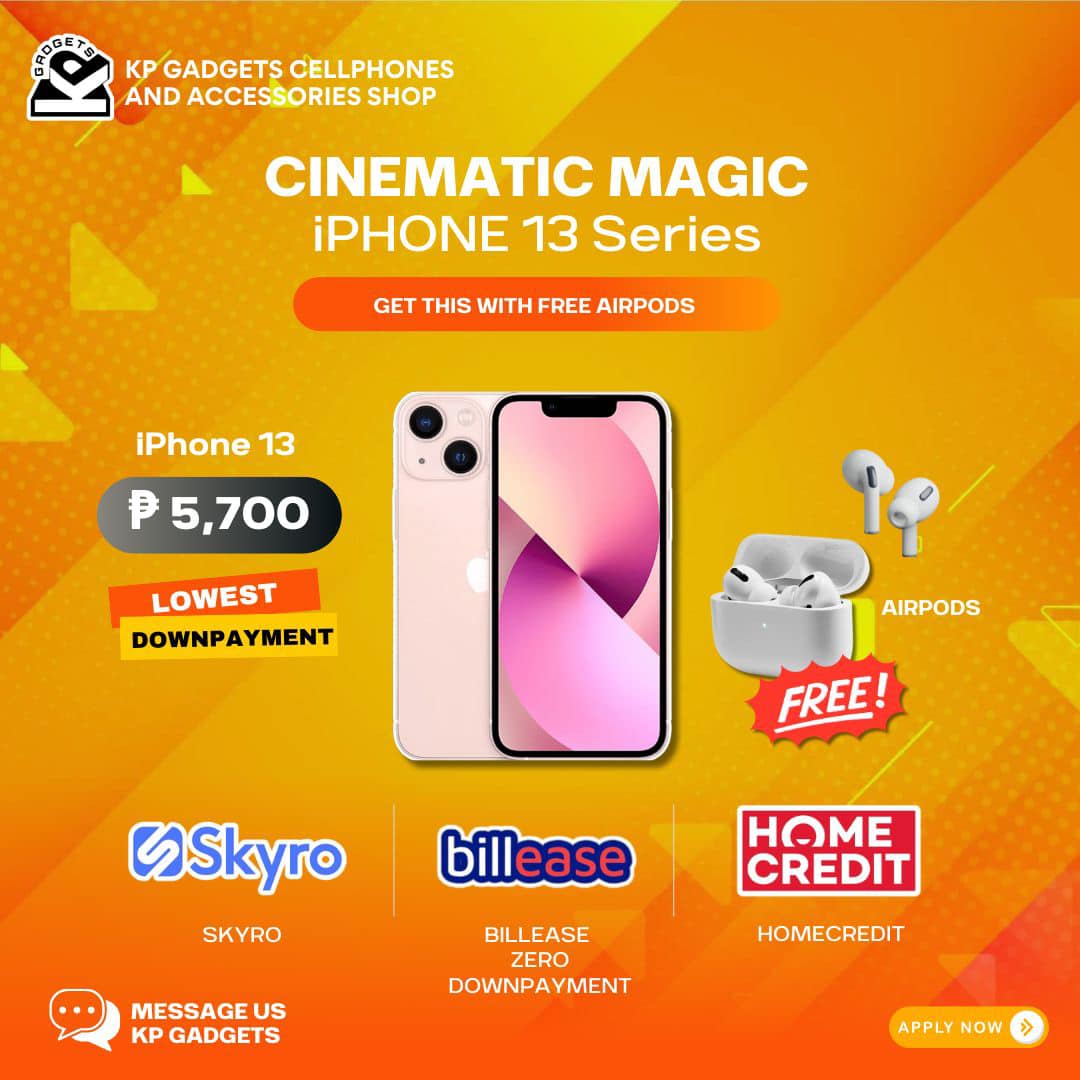 GADGETS
KP
KP GADGETS CELLPHONES
AND ACCESSORIES SHOP
CINEMATIC MAGIC
iPHONE 13 Series
GET THIS WITH FREE AIRPODS
iPhone 13
₱ 5,700
LOWEST
DOWNPAYMENT
AIRPODS
FREE!
Skyro
billease
HOME
CREDIT
SKYRO
BILLEASE
ZERO
DOWNPAYMENT
HOMECREDIT
MESSAGE US
KP GADGETS
APPLY NOW